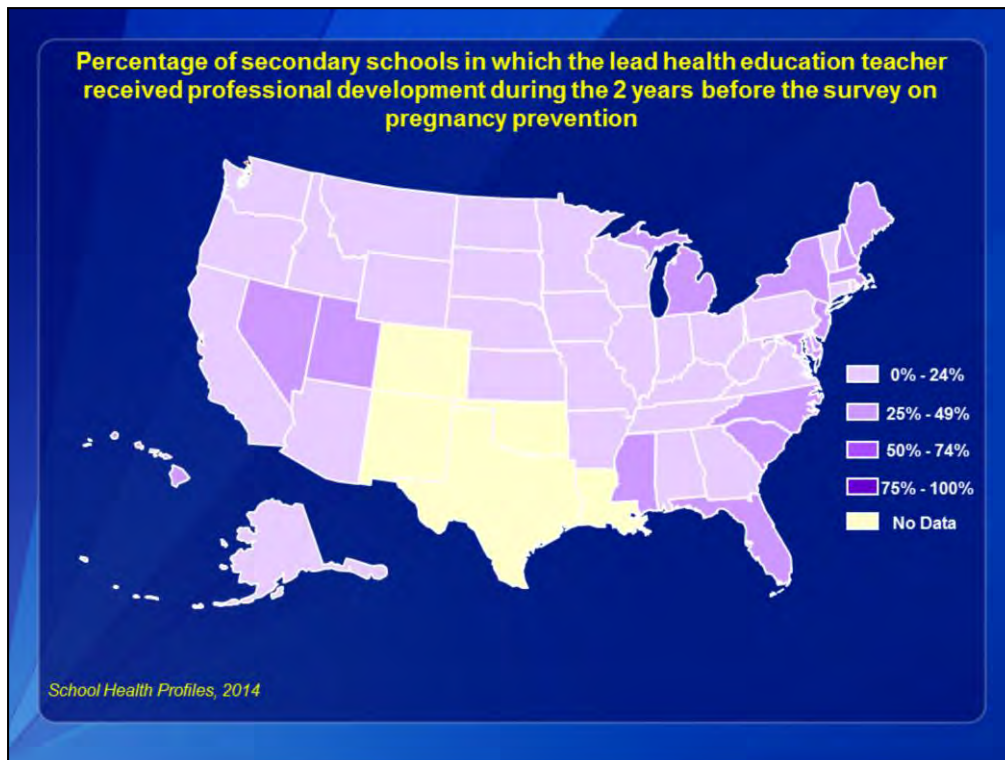 Percentage of secondary schools in which the lead health education teacher
received professional development during the 2 years before the survey on
pregnancy prevention
0% - 24%
25% - 49%
50% - 74%
75% - 100%
No Data
School Health Profiles, 2014